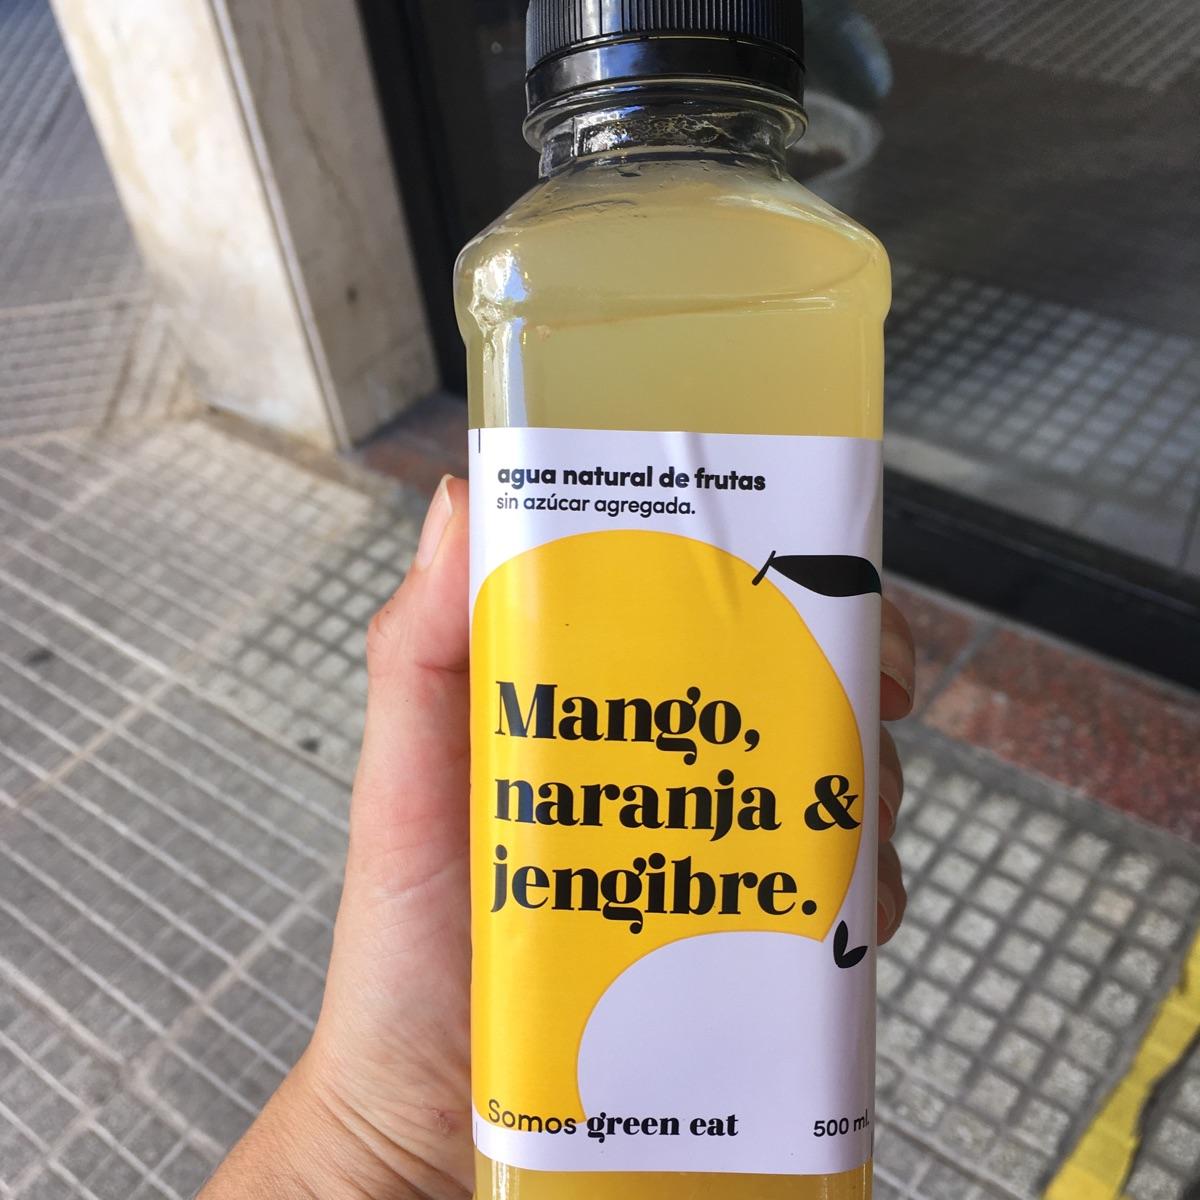 agua natural de frutas
sin azúcar agregada.
Mango,
naranja &
jengibre.
Somos green eat
500 ml.